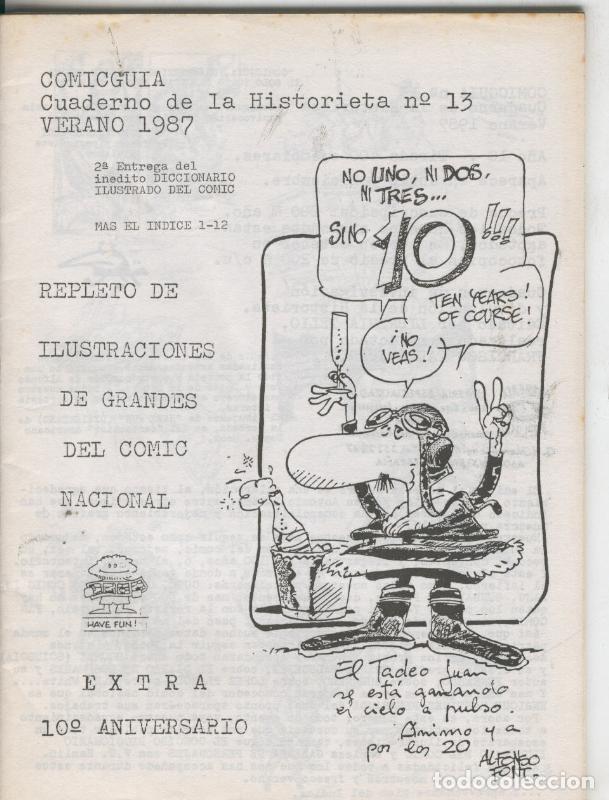 COMICGUIA
Cuaderno de la Historieta nº 13
VERANO 1987
2ª Entrega del
inedito DICCIONARIO
ILUSTRADO DEL COMIC
MAS EL INDICE 1-12
REPLETO DE
ILUSTRACIONES
DE GRANDES
DEL COMIC
NACIONAL
HAVE FUN!
EXTRA
10º ANIVERSARIO
NO UNO, NI DOS,
NI TRES...
SINO 10 !!!
TEN YEARS!
OF COURSE!
¡NO
VEAS!
El Tadeo Juan
se está ganando
el cielo a pulso.
Animo y a
por los 20
ALFONSO
FONT-
todocoleccion